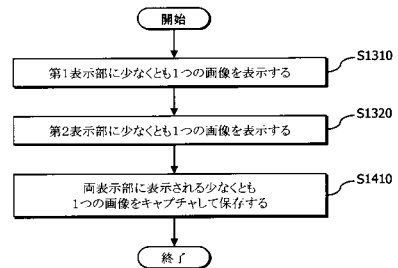 開始
第1表示部に少なくとも1つの画像を表示する
S1310
第2表示部に少なくとも1つの画像を表示する
S1320
両表示部に表示される少なくとも
1つの画像をキャプチャして保存する
S1410
終了